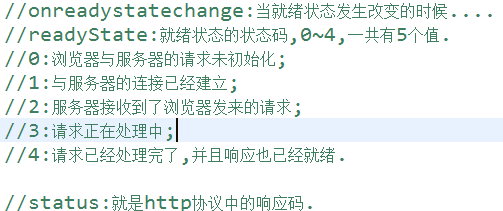 //onreadystatechange:当就绪状态发生改变的时候....
//readyState:就绪状态的状态码,0~4,一共有5个值.
//0:浏览器与服务器的请求未初始化;
//1:与服务器的连接已经建立;
//2:服务器接收到了浏览器发来的请求;
//3:请求正在处理中;
//4:请求已经处理完了,并且响应也已经就绪.
//status:就是http协议中的响应码.